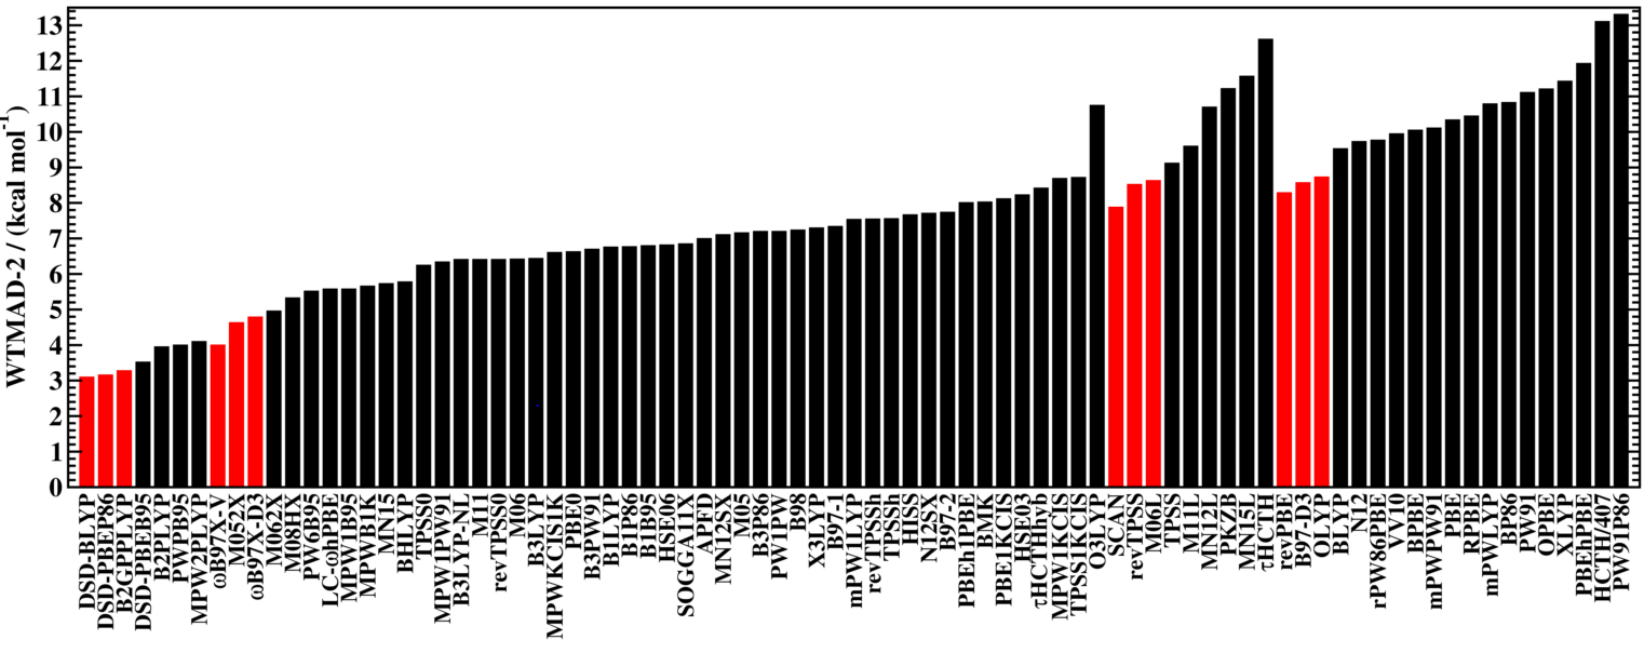 WTMAD-2 / (kcal mol-1)
13
12
11
10
9
8
7
6
5
4
3
2
1
0
DSD-BLYP
DSD-PBEP86
B2GPPLYP
DSD-PBEB95
B2PLYP
PWPB95
MPW2PLYP
ωB97X-V
M052X
ωB97X-D3
M062X
M08HX
PW6B95
LC-ωhPBE
MPW1B95
MPWB1K
MN15
BHLYP
TPSS0
MPW1PW91
B3LYP-NL
M11
revTPSS0
M06
B3LYP
MPWKCIS1K
PBE0
B3PW91
B1LYP
B1P86
B1B95
HSE06
SOGGA11X
APFD
MN12SX
M05
B3P86
PW1PW
B98
X3LYP
B97-1
mPW1LYP
revTPSSh
TPSSh
HISS
N12SX
B97-2
PBEh1PBE
BMK
PBE1KCIS
HSE03
τHCTHhyb
MPW1KCIS
TPSS1KCIS
O3LYP
SCAN
revTPSS
M06L
TPSS
M11L
MN12L
PKZB
MN15L
τHCTH
revPBE
B97-D3
OLYP
BLYP
N12
rPW86PBE
VV10
BPBE
mPWPW91
PBE
RPBE
mPWLYP
BP86
PW91
OPBE
XLYP
PBEhPBE
HCTH/407
PW91P86